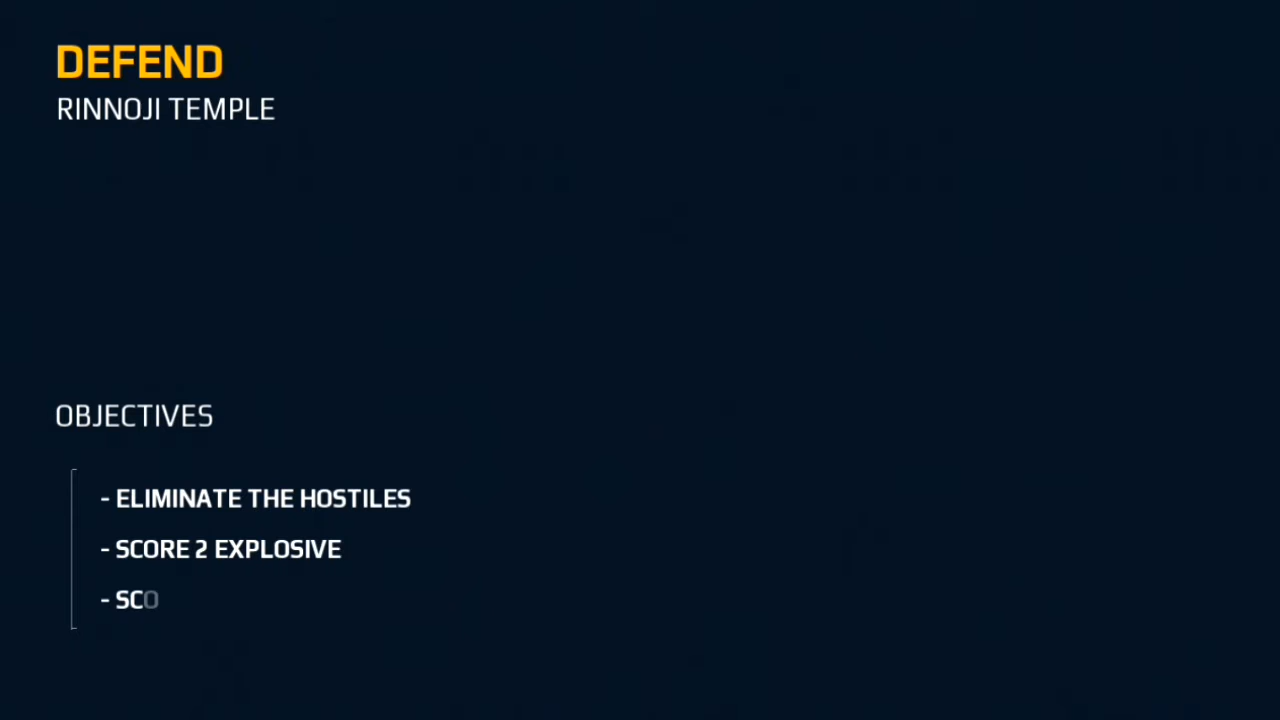 DEFEND
RINNOJI TEMPLE
OBJECTIVES
- ELIMINATE THE HOSTILES
- SCORE 2 EXPLOSIVE
- SCO